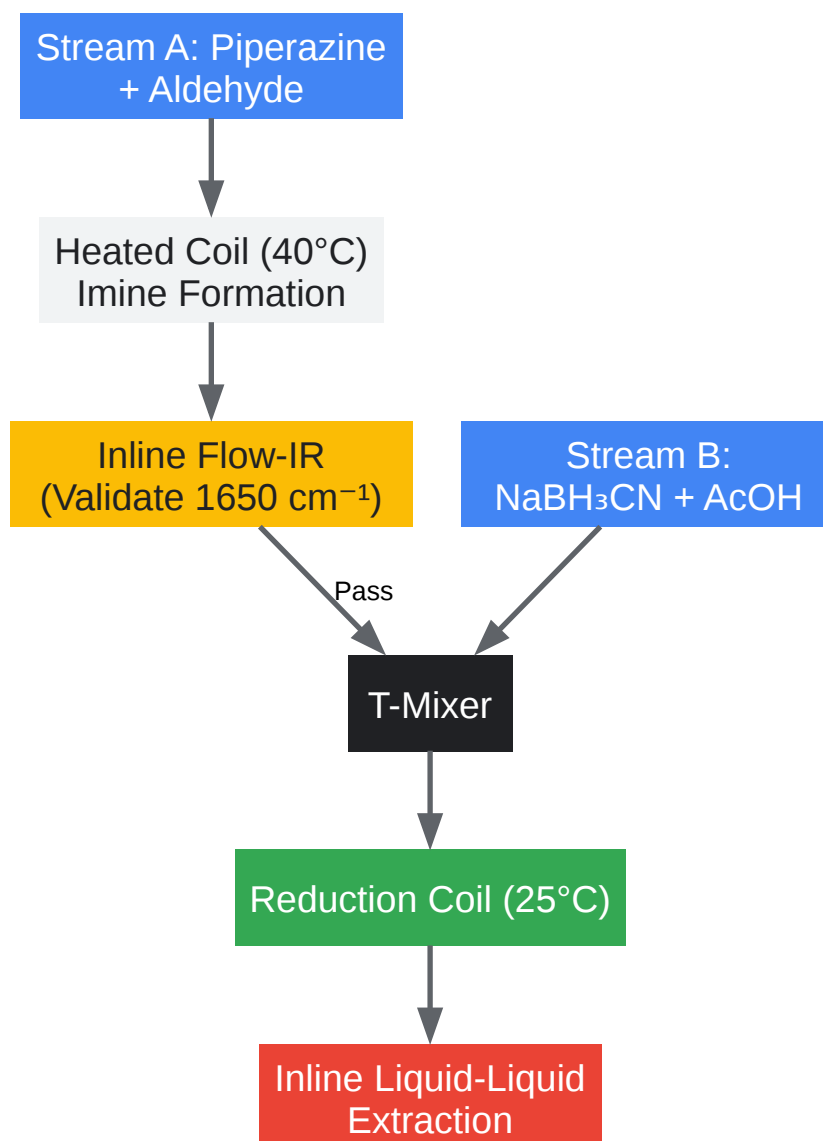 Stream A: Piperazine
+ Aldehyde
Heated Coil (40°C)
Imine Formation
Inline Flow-IR
(Validate 1650 cm⁻¹)
Stream B:
NaBH₃CN + AcOH
Pass
T-Mixer
Reduction Coil (25°C)
Inline Liquid-Liquid
Extraction